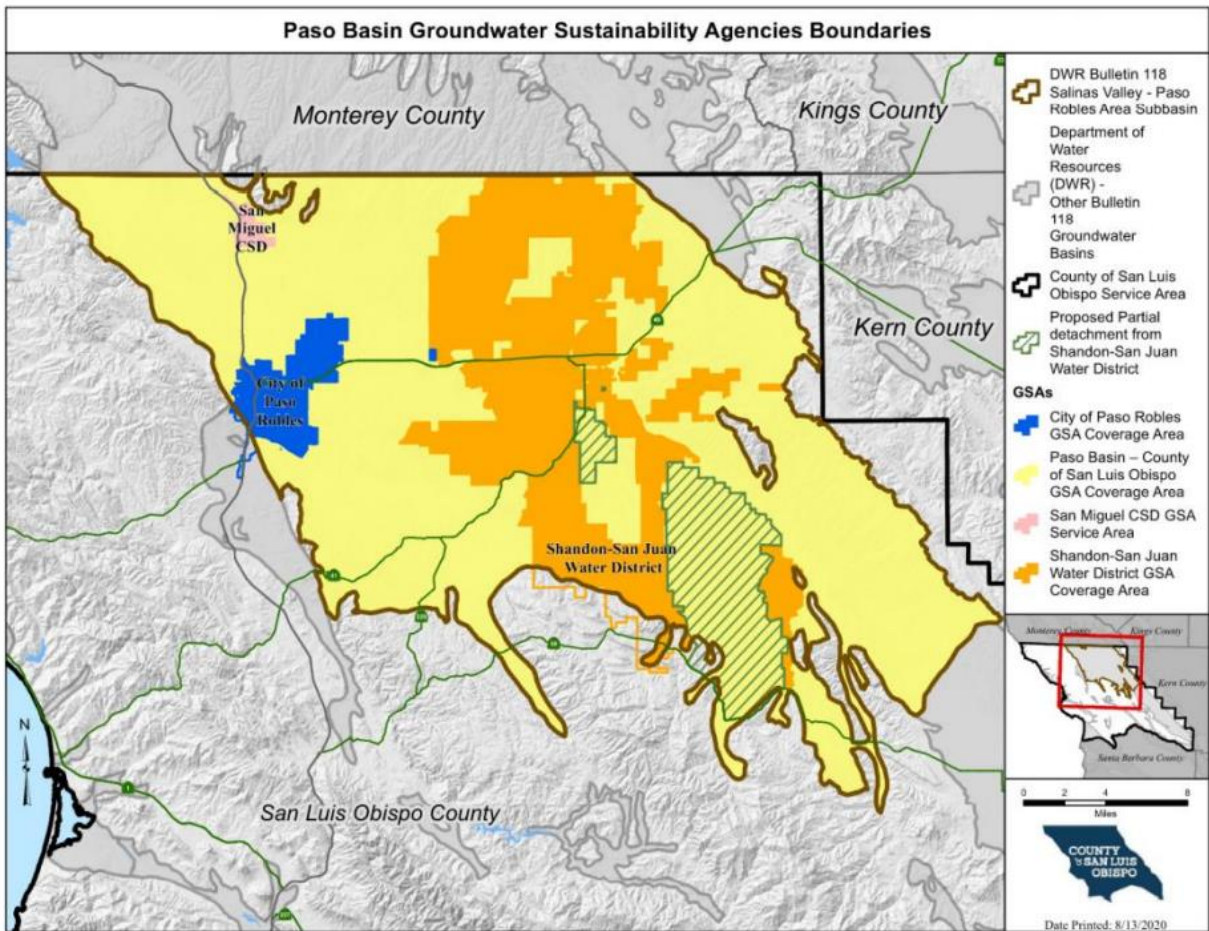 Paso Basin Groundwater Sustainability Agencies Boundaries
Monterey County
Kings County
Kern County
San
Miguel
CSD
City of
Paso
Robles
Shandon-San Juan
Water District
San Luis Obispo County
N
1
DWR Bulletin 118
Salinas Valley - Paso
Robles Area Subbasin
Department of
Water
Resources
(DWR) -
Other Bulletin
118
Groundwater
Basins
County of San Luis
Obispo Service Area
Proposed Partial
detachment from
Shandon-San Juan
Water District
GSAs
City of Paso Robles
GSA Coverage Area
Paso Basin – County
of San Luis Obispo
GSA Coverage Area
San Miguel CSD GSA
Service Area
Shandon-San Juan
Water District GSA
Coverage Area
Monterey County
Kings County
Kern County
Santa Barbara County
0 2 4 8
Miles
COUNTY
OF SAN LUIS
OBISPO
Date Printed: 8/13/2020